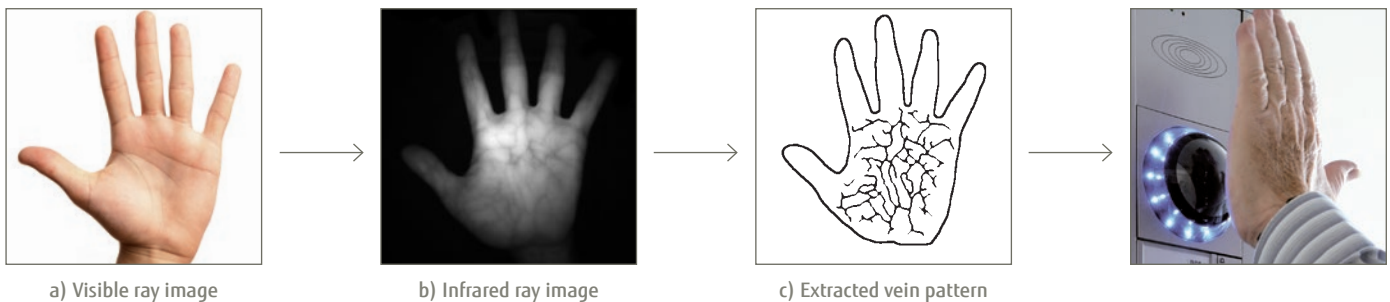 a) Visible ray image
b) Infrared ray image
c) Extracted vein pattern